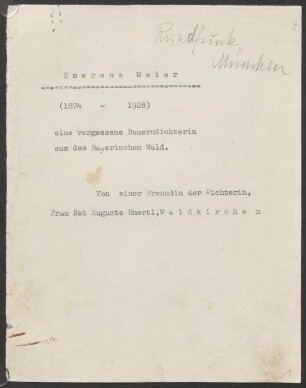 Rundfunk
München
Emerenz Meier
(1874 - 1928)
eine vergessene Bauerndichterin
aus dem Bayerischen Wald.
Von einer Freundin der Dichterin,
Frau Rat Auguste Unertl, W a l d k i r c h e n
1